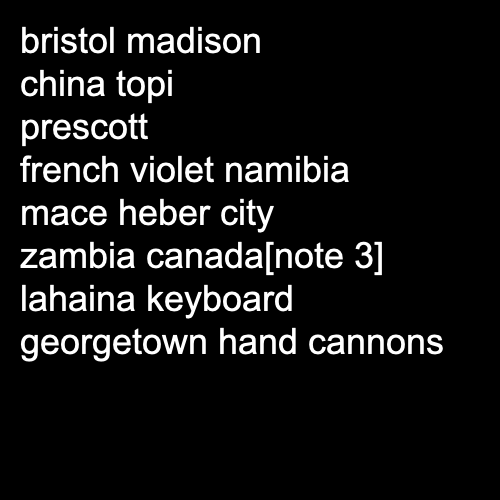 bristol madison
china topi
prescott
french violet namibia
mace heber city
zambia canada[note 3]
lahaina keyboard
georgetown hand cannons